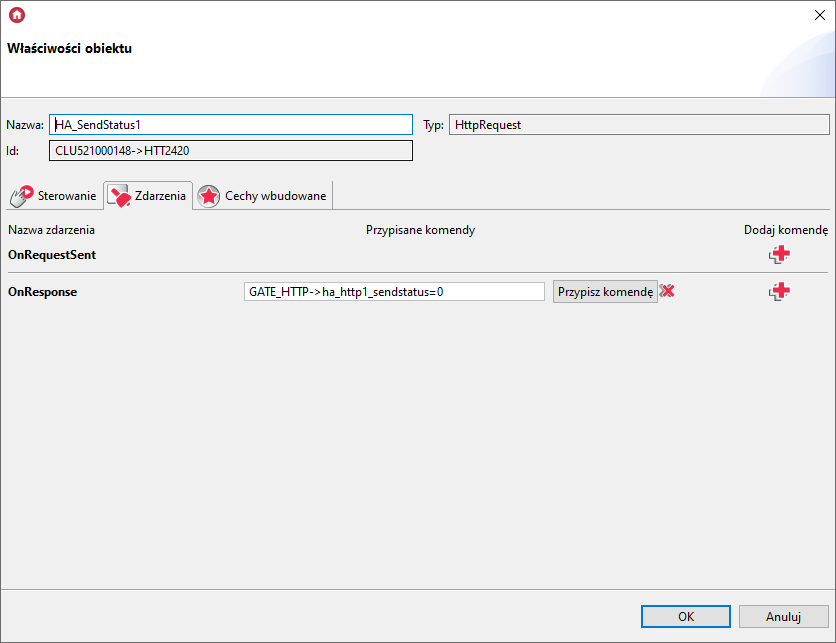 Właściwości obiektu
Nazwa: HA_SendStatus1 Typ: HttpRequest
Id: CLU521000148->HTT2420
Sterowanie Zdarzenia Cechy wbudowane
Nazwa zdarzenia Przypisane komendy Dodaj komendę
OnRequestSent
OnResponse GATE_HTTP->ha_http1_sendstatus=0 Przypisz komendę
OK Anuluj